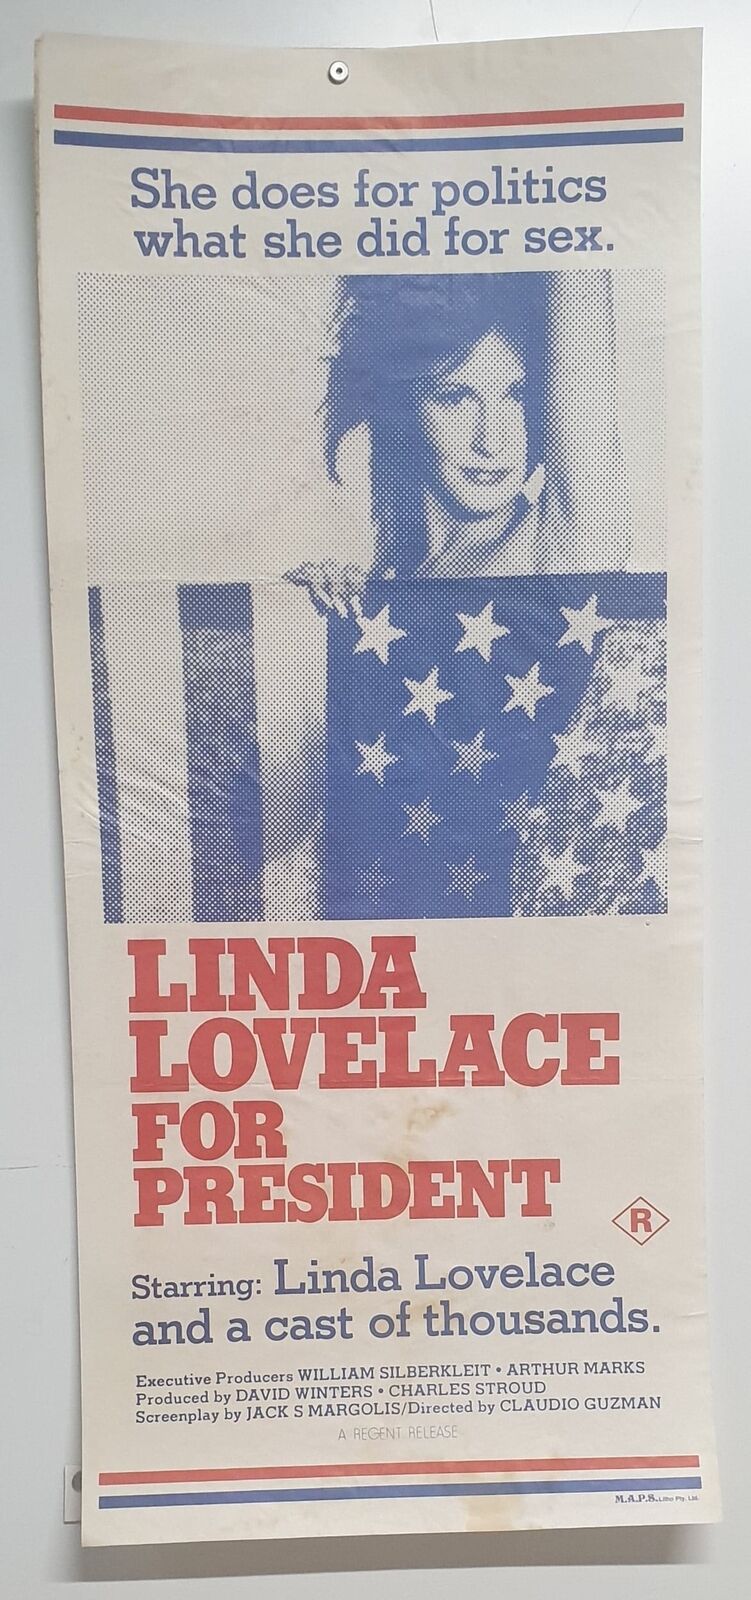 She does for politics
what she did for sex.
LINDA
LOVELACE
FOR
PRESIDENT
R
Starring: Linda Lovelace
and a cast of thousands.
Executive Producers WILLIAM SILBERKLEIT • ARTHUR MARKS
Produced by DAVID WINTERS • CHARLES STROUD
Screenplay by JACK S MARGOLIS/Directed by CLAUDIO GUZMAN
A REGENT RELEASE
M.A.P.S. Litho Pty. Ltd.